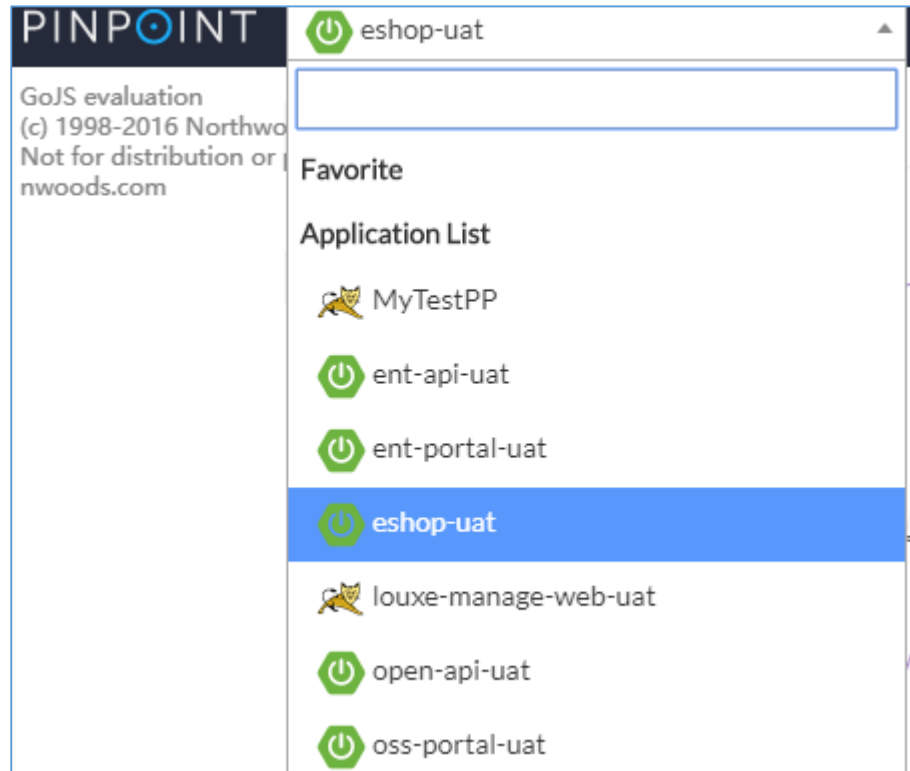 PINPOINT
eshop-uat
GoJS evaluation
(c) 1998-2016
Not for distribution or
nwoods.com
Favorite
Application List
MyTestPP
ent-api-uat
ent-portal-uat
eshop-uat
louxe-manage-web-uat
open-api-uat
oss-portal-uat